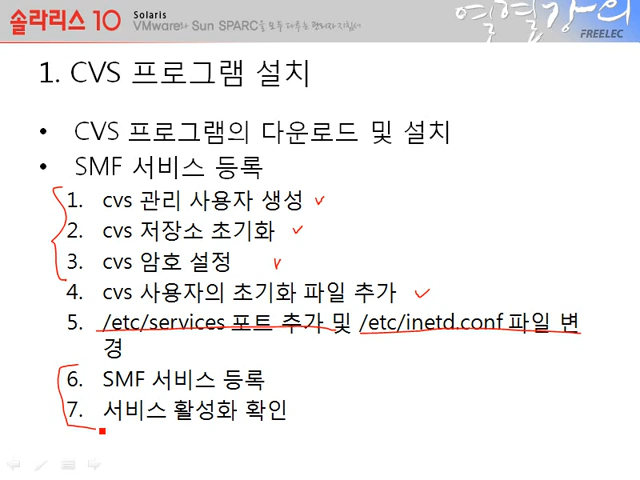 솔라리스 10
Solaris
VMware와 Sun SPARC을 모두 다루는 관리자 지침서
열혈강의
FREELEC
1. CVS 프로그램 설치
• CVS 프로그램의 다운로드 및 설치
• SMF 서비스 등록
1. cvs 관리 사용자 생성
2. cvs 저장소 초기화
3. cvs 암호 설정
4. cvs 사용자의 초기화 파일 추가
5. /etc/services 포트 추가 및 /etc/inetd.conf 파일 변
경
6. SMF 서비스 등록
7. 서비스 활성화 확인